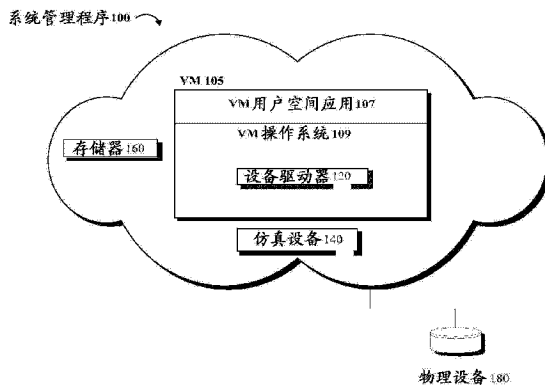 系统管理程序100
VM 105
VM用户空间应用107
VM操作系统109
存储器160
设备驱动器120
仿真设备140
物理设备180